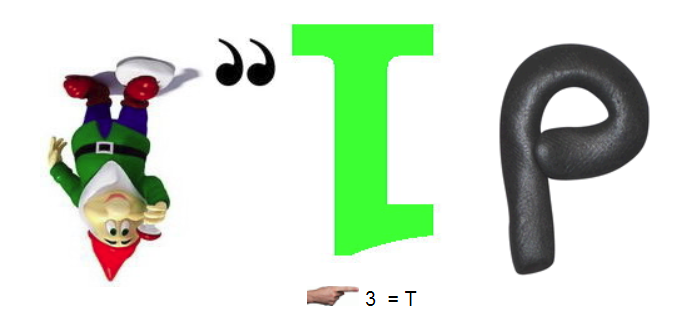 ,, P
3 = T